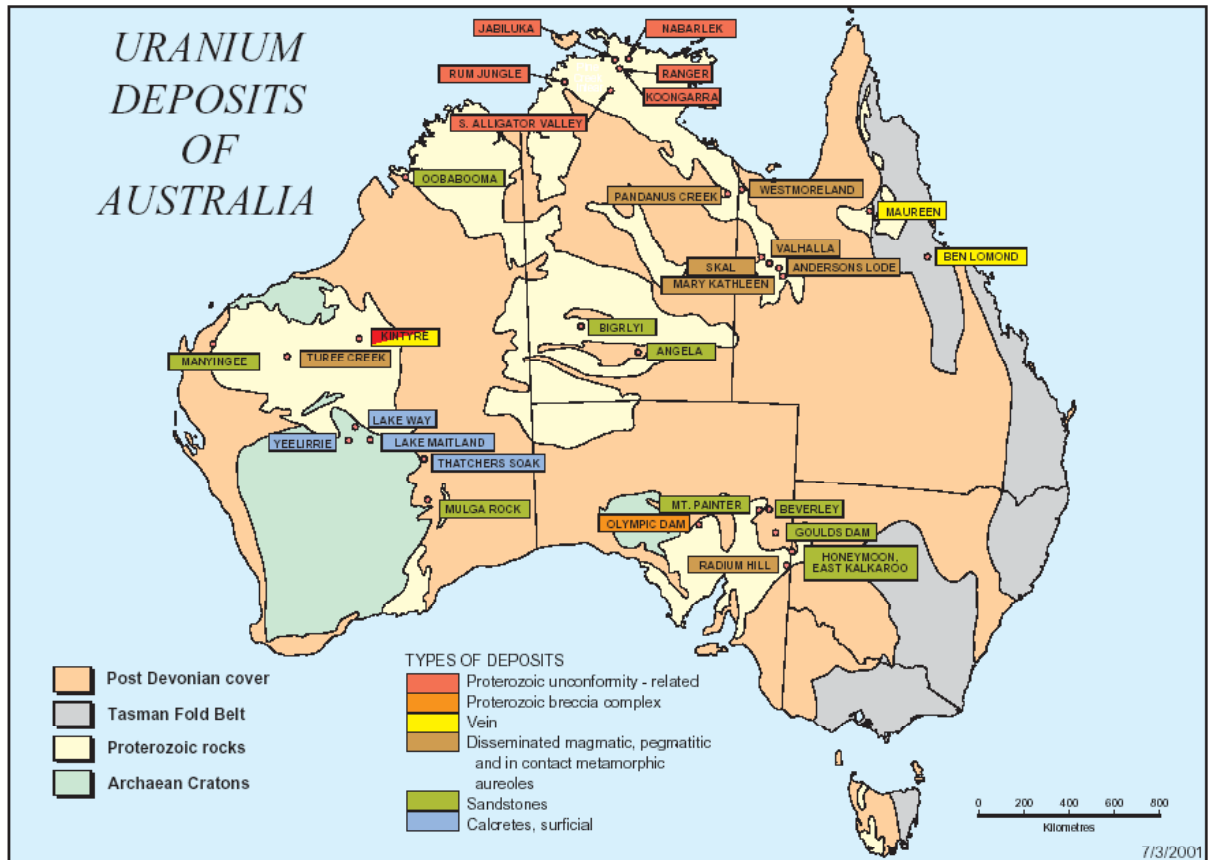 URANIUM
DEPOSITS
OF
AUSTRALIA
JABILUKA
NABARLEK
RUM JUNGLE
RANGER
KOONGARRA
S. ALLIGATOR VALLEY
OOBABOOMA
PANDANUS CREEK
WESTMORELAND
MAUREEN
VALHALLA
BEN LOMOND
SKAL
ANDERSONS LODE
MARY KATHLEEN
BIGRLYI
KINTYRE
ANGELA
MANYINGEE
TUREE CREEK
LAKE WAY
YEELIRRIE
LAKE MAITLAND
THATCHERS SOAK
MULGA ROCK
MT. PAINTER
BEVERLEY
OLYMPIC DAM
GOULDS DAM
RADIUM HILL
HONEYMOON,
EAST KALKAROO
Post Devonian cover
Tasman Fold Belt
Proterozoic rocks
Archaean Cratons
TYPES OF DEPOSITS
Proterozoic unconformity - related
Proterozoic breccia complex
Vein
Disseminated magmatic, pegmatitic
and in contact metamorphic
aureoles
Sandstones
Calcretes, surficial
0 200 400 600 800
Kilometres
7/3/2001